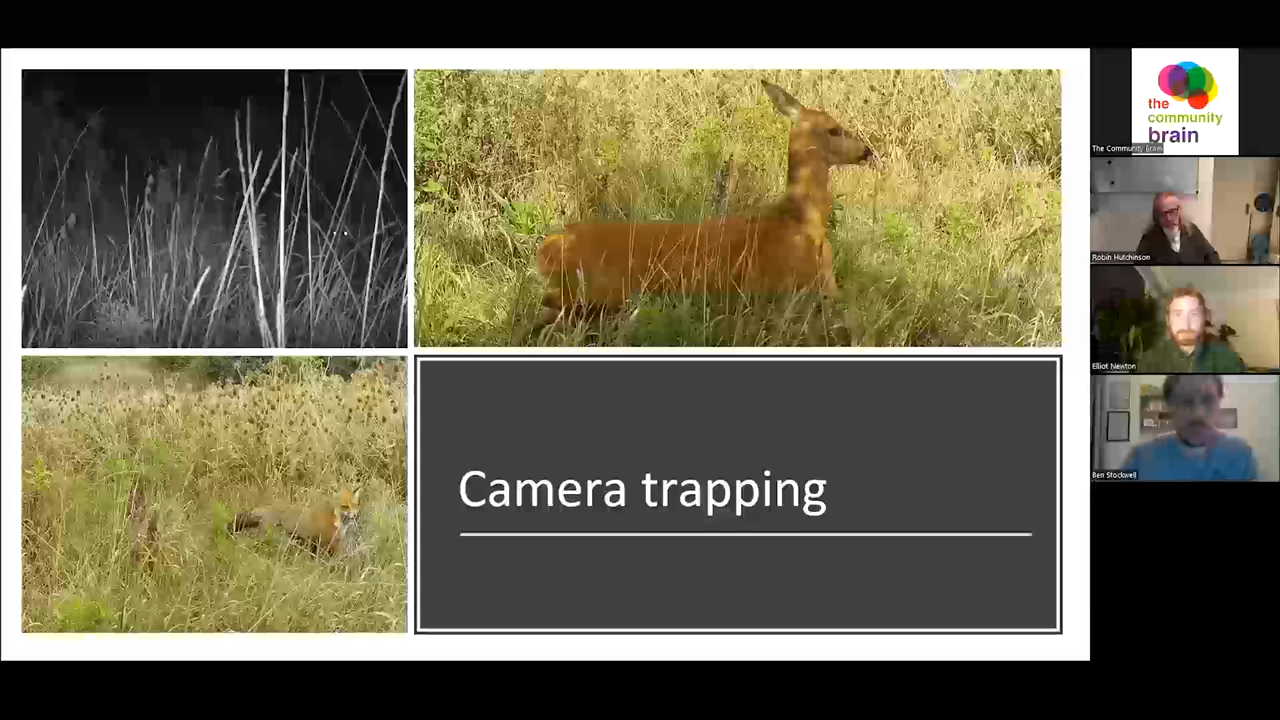 Camera trapping
the
community
brain
The Community Brain
Robin Hutchinson
Elliot Newton
Ben Stockwell